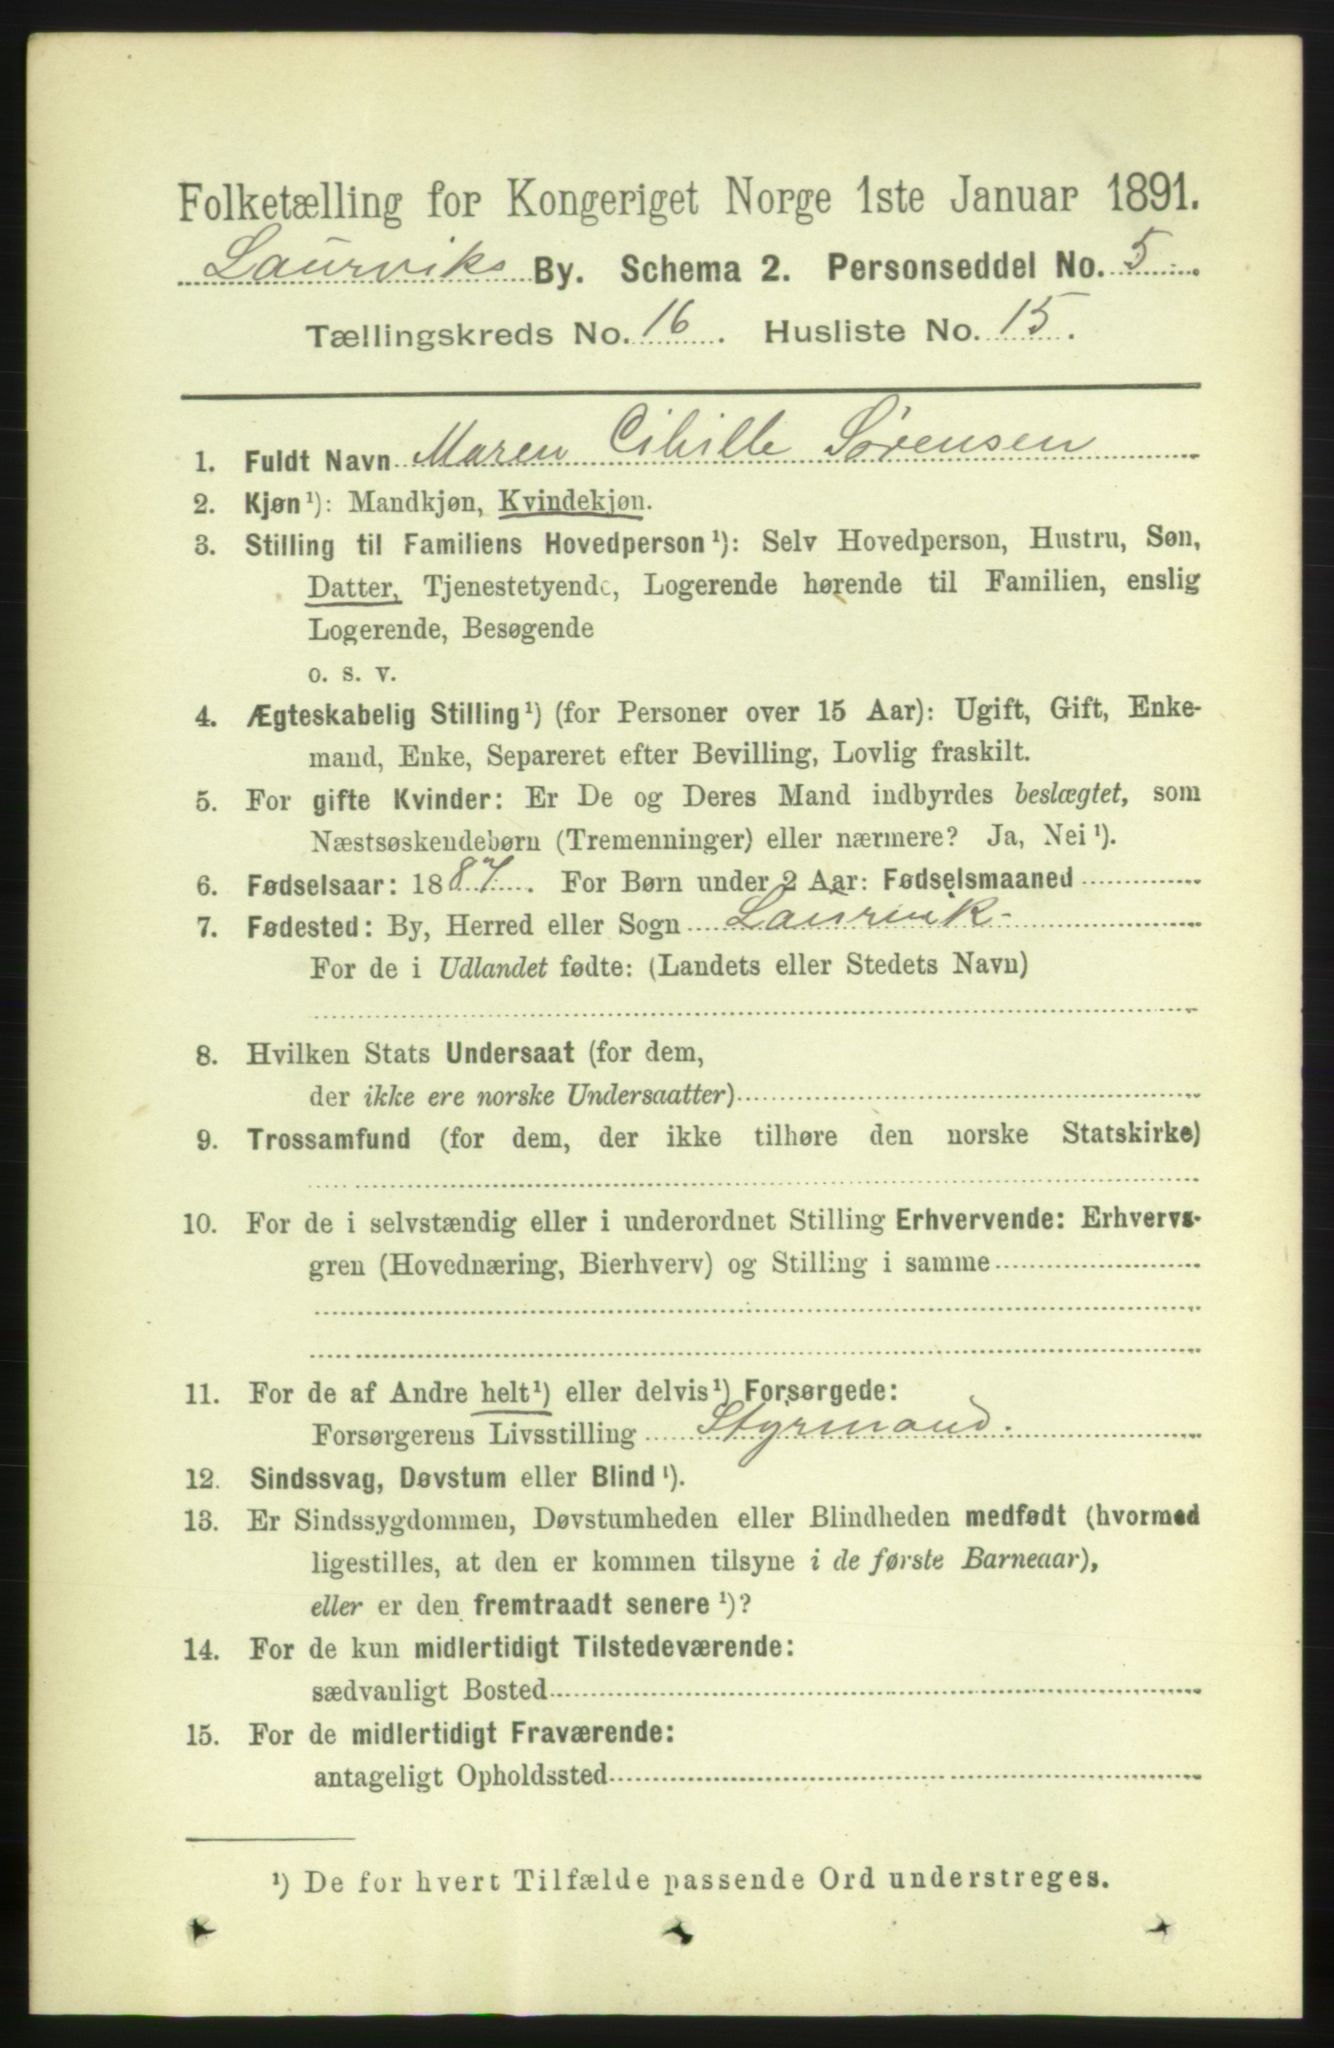 Folketælling for Kongeriget Norge 1ste Januar 1891.
Laurviks By. Schema 2. Personseddel No. 5
Tællingskreds No. 16. Husliste No. 15.
1. Fuldt Navn Maren Cihille Sørensen
2. Kjøn¹): Mandkjøn, Kvindekjøn.
3. Stilling til Familiens Hovedperson¹): Selv Hovedperson, Hustru, Søn,
Datter, Tjenestetyende, Logerende hørende til Familien, enslig
Logerende, Besøgende
o. s. v.
4. Ægteskabelig Stilling¹) (for Personer over 15 Aar): Ugift, Gift, Enke-
mand, Enke, Separeret efter Bevilling, Lovlig fraskilt.
5. For gifte Kvinder: Er De og Deres Mand indbyrdes beslægtet, som
Næstsøskendebørn (Tremenninger) eller nærmere? Ja, Nei¹).
6. Fødselsaar: 1887. For Børn under 2 Aar: Fødselsmaaned
7. Fødested: By, Herred eller Sogn Laurvik
For de i Udlandet fødte: (Landets eller Stedets Navn)
8. Hvilken Stats Undersaat (for dem,
der ikke ere norske Undersaatter)
9. Trossamfund (for dem, der ikke tilhøre den norske Statskirke)
10. For de i selvstændig eller i underordnet Stilling Erhvervende: Erhvervs-
gren (Hovednæring, Bierhverv) og Stilling i samme
11. For de af Andre helt¹) eller delvis¹) Forsørgede:
Forsørgerens Livsstilling Styrmand.
12. Sindssvag, Døvstum eller Blind¹).
13. Er Sindssygdommen, Døvstumheden eller Blindheden medfødt (hvormed
ligestilles, at den er kommen tilsyne i de første Barneaar),
eller er den fremtraadt senere¹)?
14. For de kun midlertidigt Tilstedeværende:
sædvanligt Bosted
15. For de midlertidigt Fraværende:
antageligt Opholdssted
¹) De for hvert Tilfælde passende Ord understreges.